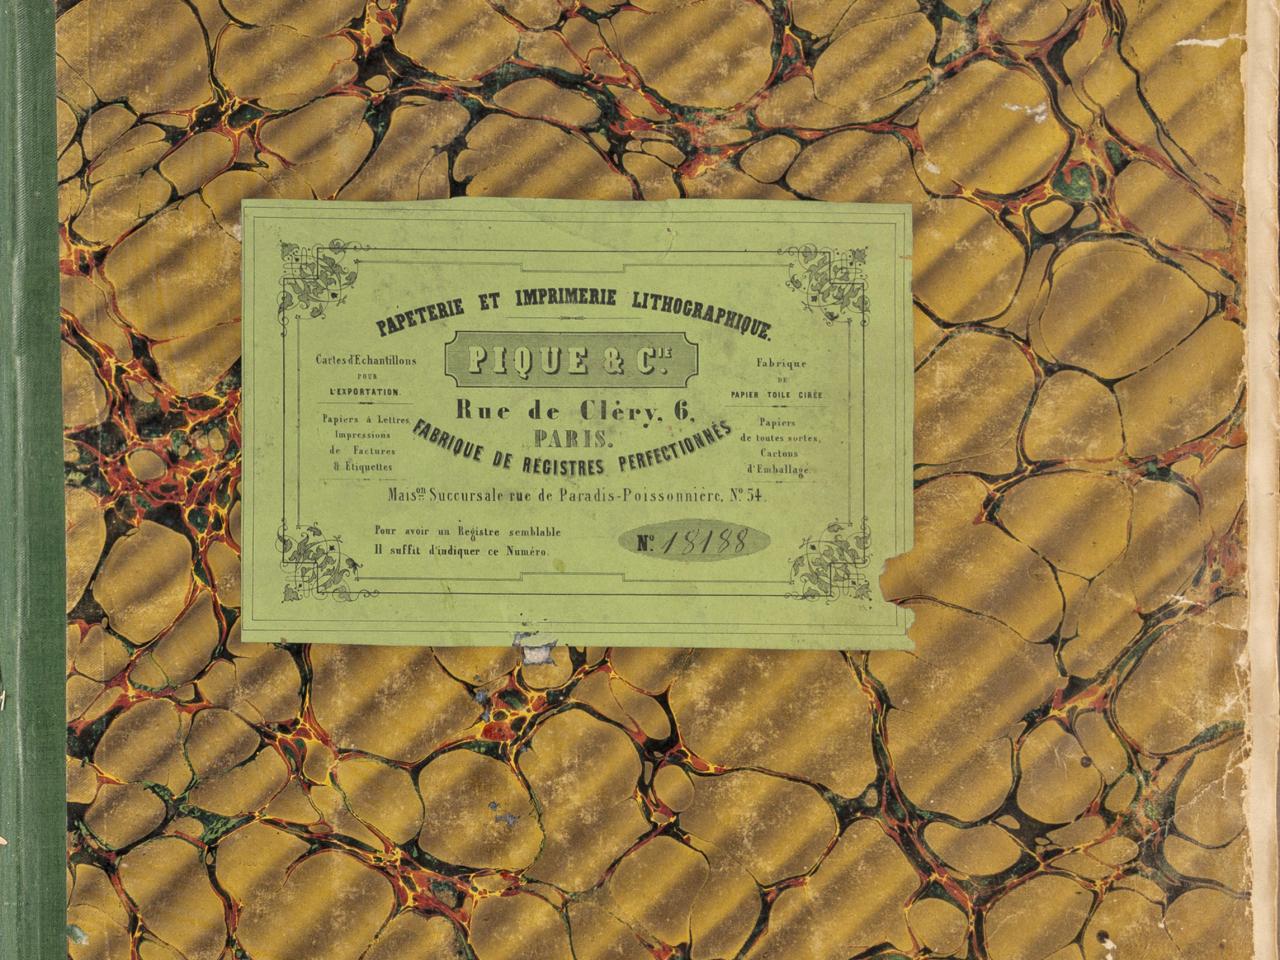 PAPETERIE ET IMPRIMERIE LITHOGRAPHIQUE.
PIQUE & Cⁱᴱ.
Rue de Cléry, 6,
PARIS.
FABRIQUE DE REGISTRES PERFECTIONNÉS
Cartes d'Echantillons
POUR
L'EXPORTATION.
Papiers à Lettres
Impressions
de Factures
& Etiquettes
Fabrique
DE
PAPIER TOILE CIRÉE
Papiers
de toutes sortes,
Cartons
d'Emballage.
Maisᵒⁿ Succursale rue de Paradis-Poissonnière, Nº 54.
Pour avoir un Registre semblable
Il suffit d'indiquer ce Numéro.
Nº 18188